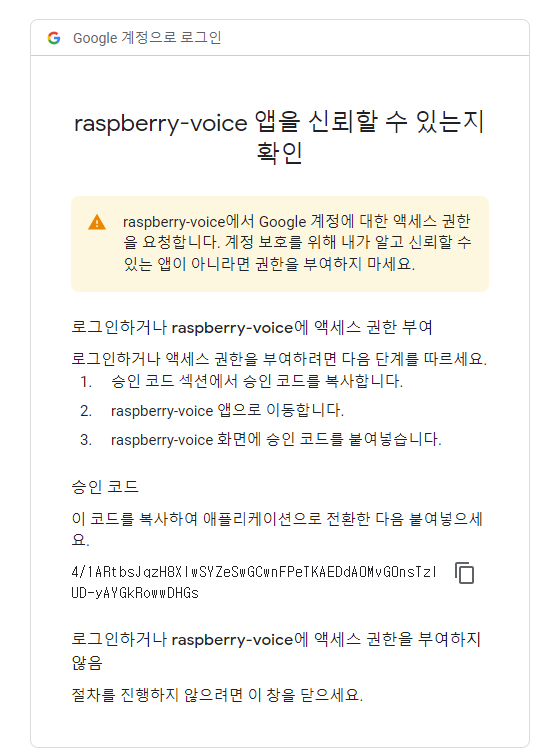 Google 계정으로 로그인
raspberry-voice 앱을 신뢰할 수 있는지
확인
raspberry-voice에서 Google 계정에 대한 액세스 권한
을 요청합니다. 계정 보호를 위해 내가 알고 신뢰할 수
있는 앱이 아니라면 권한을 부여하지 마세요.
로그인하거나 raspberry-voice에 액세스 권한 부여
로그인하거나 액세스 권한을 부여하려면 다음 단계를 따르세요.
1. 승인 코드 섹션에서 승인 코드를 복사합니다.
2. raspberry-voice 앱으로 이동합니다.
3. raspberry-voice 화면에 승인 코드를 붙여넣습니다.
승인 코드
이 코드를 복사하여 애플리케이션으로 전환한 다음 붙여넣으세
요.
4/1ARtbsJqzH8XIwSYZeSwGCwnFPeTKAEDdAOMvGOnsTzI
UD-yAYGkRowwDHGs
로그인하거나 raspberry-voice에 액세스 권한을 부여하지
않음
절차를 진행하지 않으려면 이 창을 닫으세요.